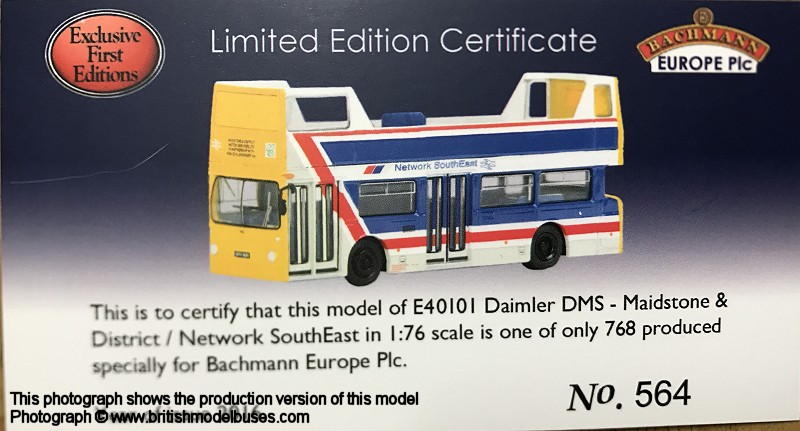 Exclusive
First
Editions
Limited Edition Certificate
BACHMANN
EUROPE Plc
Network SouthEast
This is to certify that this model of E40101 Daimler DMS - Maidstone &
District / Network SouthEast in 1:76 scale is one of only 768 produced
specially for Bachmann Europe Plc.
No. 564
This photograph shows the production version of this model
Photograph © www.britishmodelbuses.com